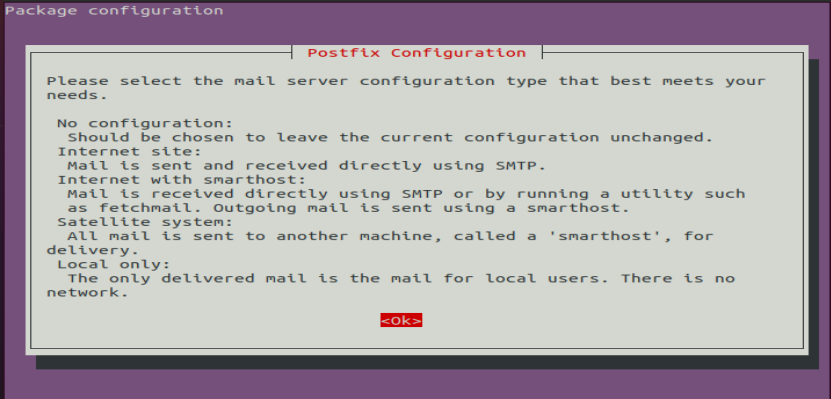 Package configuration
Postfix Configuration
Please select the mail server configuration type that best meets your
needs.
No configuration:
Should be chosen to leave the current configuration unchanged.
Internet site:
Mail is sent and received directly using SMTP.
Internet with smarthost:
Mail is received directly using SMTP or by running a utility such
as fetchmail. Outgoing mail is sent using a smarthost.
Satellite system:
All mail is sent to another machine, called a 'smarthost', for
delivery.
Local only:
The only delivered mail is the mail for local users. There is no
network.
<Ok>